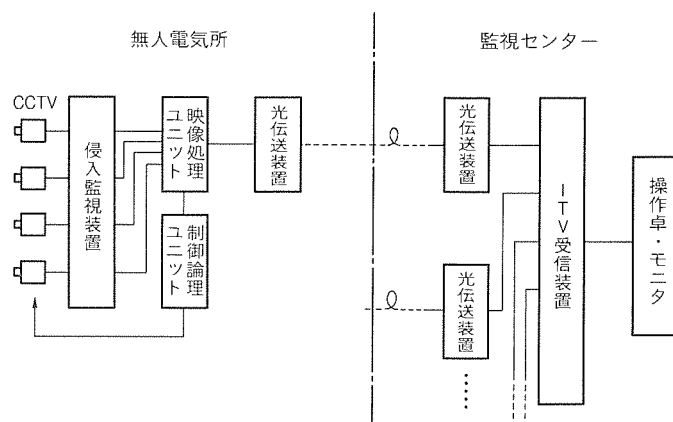 無人電気所
監視センター
CCTV
侵入監視装置
映像処理
ユニット
光伝送装置
制御論理
ユニット
光伝送装置
光伝送装置
ITV受信装置
操作卓・モニタ